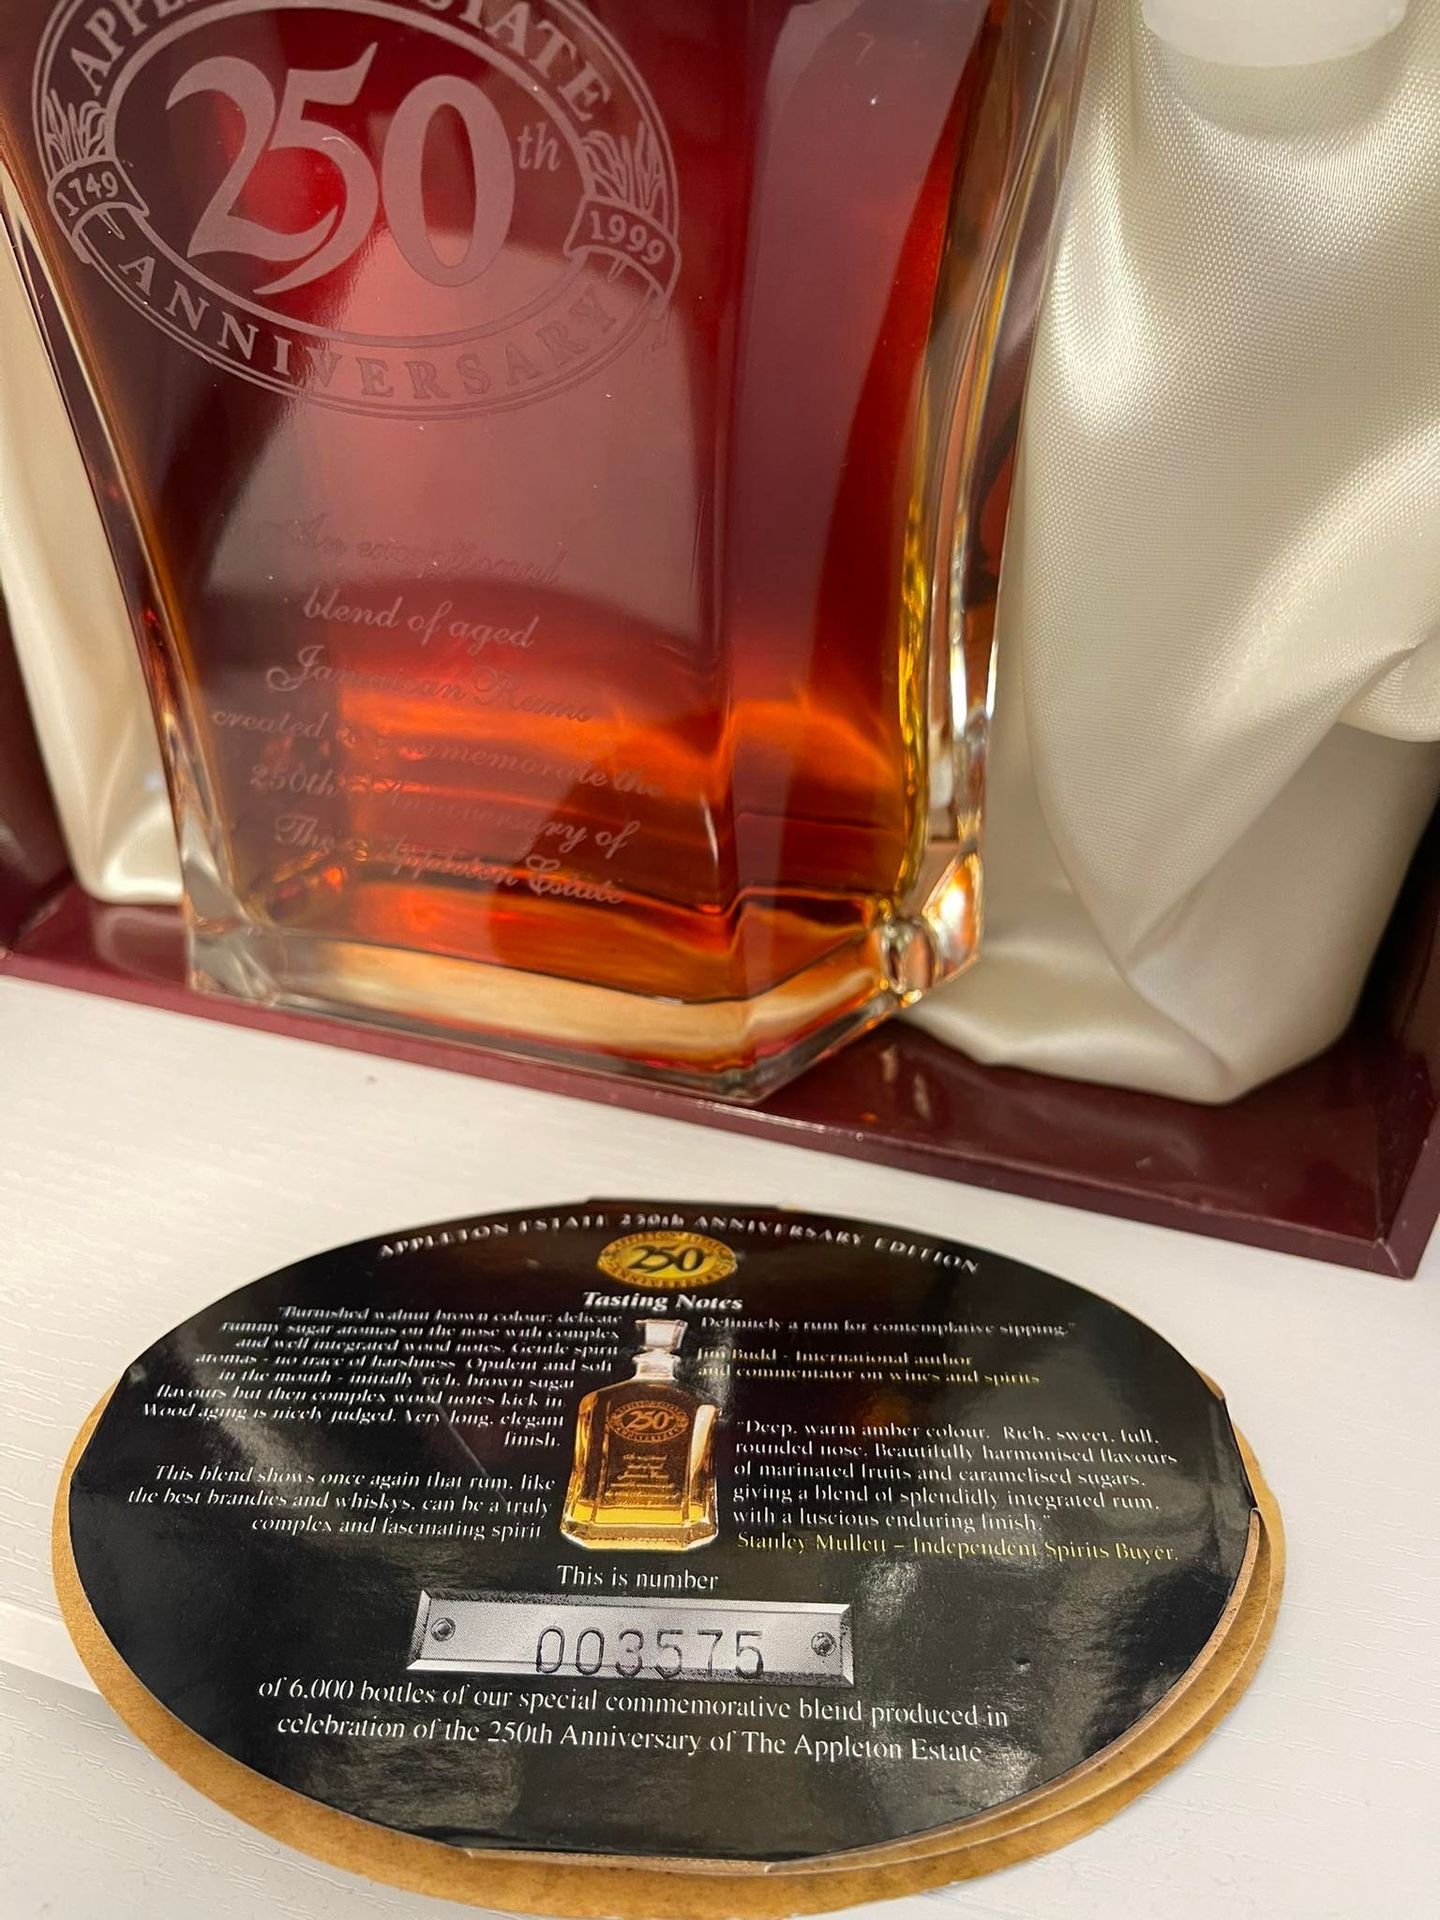 APPLETON ESTATE
250th
1749
1999
ANNIVERSARY
An exceptional
blend of aged
Jamaican Rums
created to commemorate the
250th Anniversary of
The Appleton Estate
APPLETON ESTATE 250th ANNIVERSARY EDITION
250th
ANNIVERSARY
Tasting Notes
"Burnished walnut brown colour; delicate
rummy sugar aromas on the nose with complex
and well integrated wood notes. Gentle spirit
aromas - no trace of harshness. Opulent and soft
in the mouth - initially rich, brown sugar
flavours but then complex wood notes kick in.
Wood aging is nicely judged. Very long, elegant
finish.
This blend shows once again that rum, like
the best brandies and whiskys, can be a truly
complex and fascinating spirit.
Definitely a rum for contemplative sipping."
Jim Budd - International author
and commentator on wines and spirits
"Deep, warm amber colour. Rich, sweet, full,
rounded nose. Beautifully harmonised flavours
of marinated fruits and caramelised sugars,
giving a blend of splendidly integrated rum,
with a luscious enduring finish."
Stanley Mullett - Independent Spirits Buyer.
250
This is number
003575
of 6,000 bottles of our special commemorative blend produced in
celebration of the 250th Anniversary of The Appleton Estate